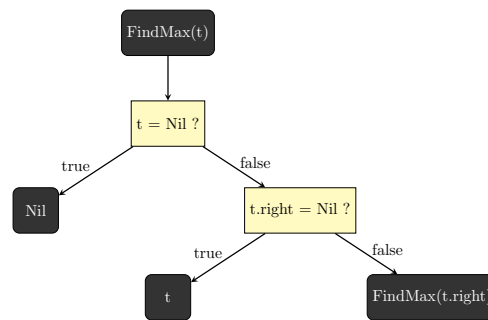 FindMax(t)
t = Nil ?
true
false
Nil
t.right = Nil ?
true
false
t
FindMax(t.right)